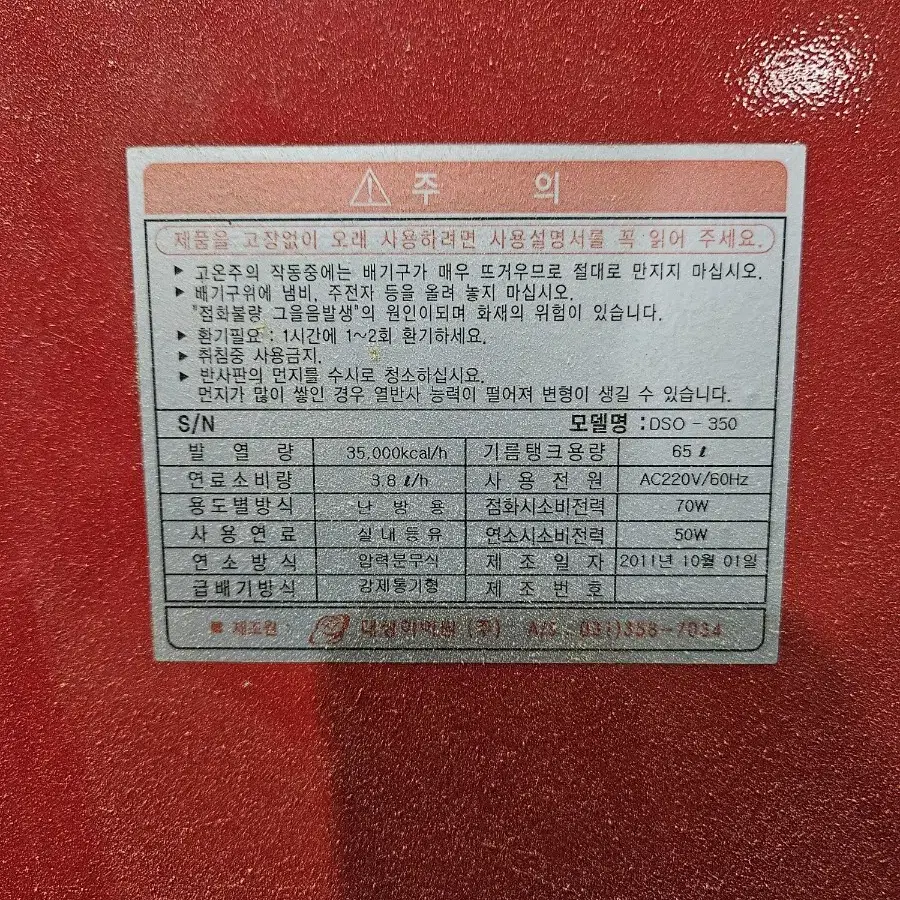 주 의
제품을 고장없이 오래 사용하려면 사용설명서를 꼭 읽어 주세요.
▶ 고온주의 작동중에는 배기구가 매우 뜨거우므로 절대로 만지지 마십시오.
▶ 배기구위에 냄비, 주전자 등을 올려 놓지 마십시오.
"점화불량 그을음발생"의 원인이되며 화재의 위험이 있습니다.
▶ 환기필요 : 1시간에 1~2회 환기하세요.
▶ 취침중 사용금지.
▶ 반사판의 먼지를 수시로 청소하십시요.
먼지가 많이 쌓인 경우 열반사 능력이 떨어져 변형이 생길 수 있습니다.
S/N 모델명 : DSO - 350
발 열 량 35,000kcal/h 기름탱크용량 65 ℓ
연료소비량 3.8 ℓ/h 사 용 전 원 AC220V/60Hz
용도별방식 난 방 용 점화시소비전력 70W
사 용 연 료 실 내 등 유 연소시소비전력 50W
연 소 방 식 압력분무식 제 조 일 자 2011년 10월 01일
급배기방식 강제통기형 제 조 번 호
제조원 (주) A/S : 031)358-7034